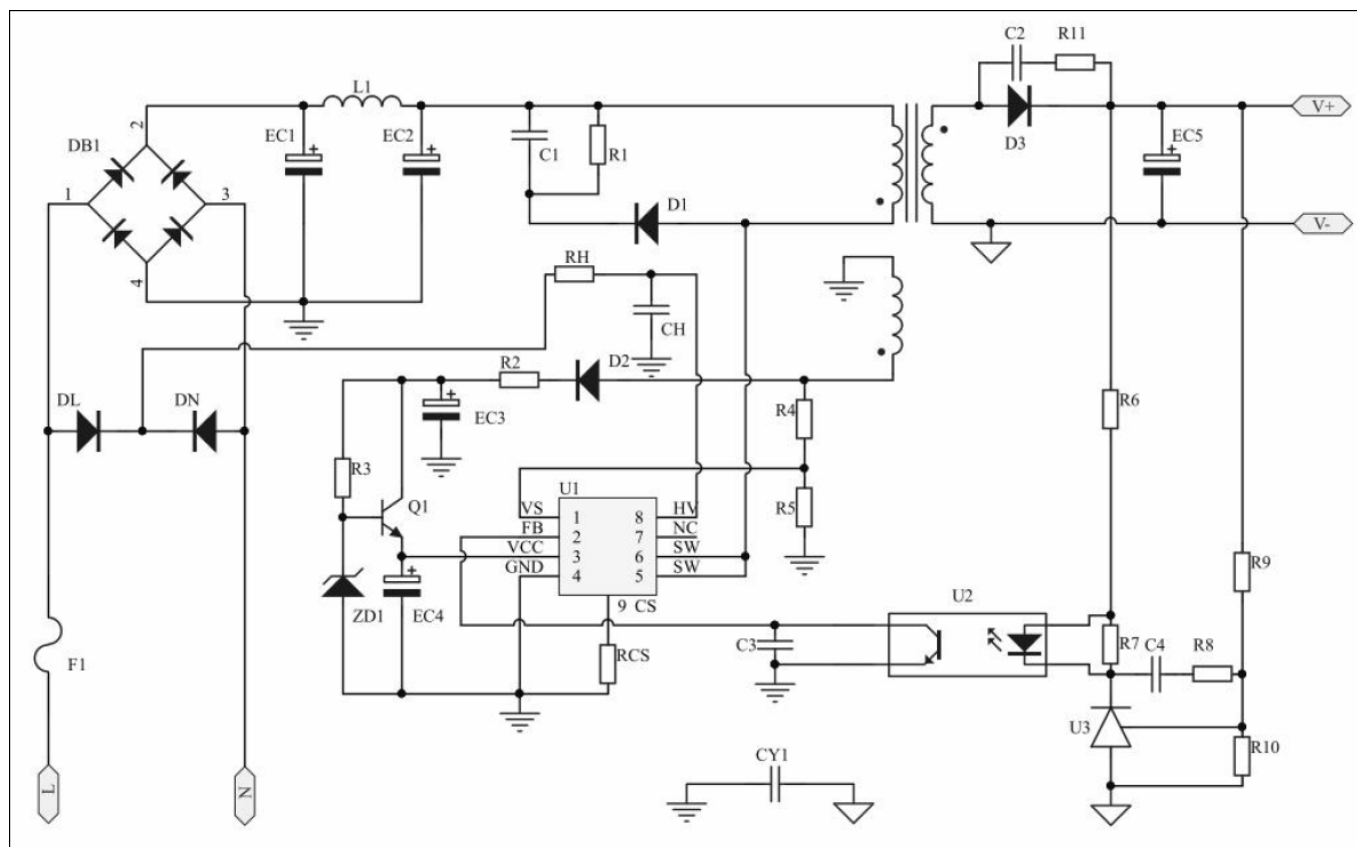 C2
R11
L1
V+
2
EC1
EC2
C1
R1
D3
EC5
DB1
1
3
D1
V-
4
RH
CH
R2
D2
DL
DN
EC3
R4
R6
R3
U1
Q1
VS
1
8
HV
R5
FB
2
7
NC
VCC
3
6
SW
GND
4
5
SW
R9
ZD1
EC4
9 CS
U2
F1
RCS
C3
R7
C4
R8
U3
R10
CY1
L
N